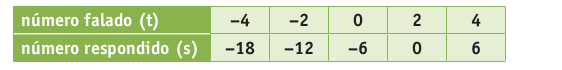 número falado (t) –4 –2 0 2 4
número respondido (s) –18 –12 –6 0 6